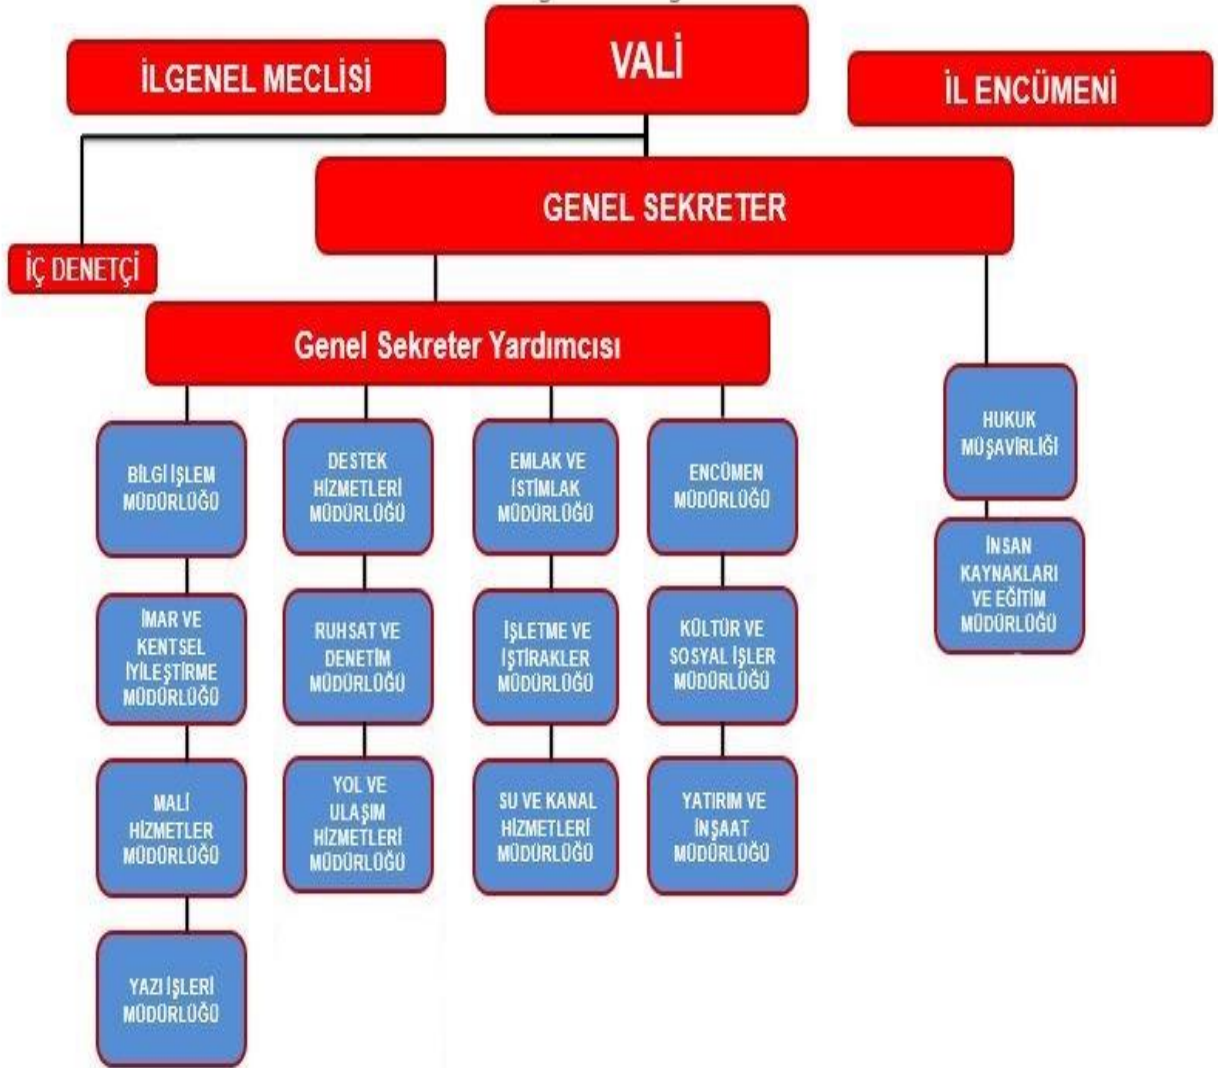 İLGENEL MECLİSİ
VALİ
İL ENCÜMENİ
GENEL SEKRETER
İÇ DENETÇİ
Genel Sekreter Yardımcısı
BİLGİ İŞLEM
MÜDÜRLÜĞÜ
DESTEK
HİZMETLERİ
MÜDÜRLÜĞÜ
EMLAK VE
İSTİMLAK
MÜDÜRLÜĞÜ
ENCÜMEN
MÜDÜRLÜĞÜ
HUKUK
MÜŞAVİRLİĞİ
İMAR VE
KENTSEL
İYİLEŞTİRME
MÜDÜRLÜĞÜ
RUHSAT VE
DENETİM
MÜDÜRLÜĞÜ
İŞLETME VE
İŞTİRAKLER
MÜDÜRLÜĞÜ
KÜLTÜR VE
SOSYAL İŞLER
MÜDÜRLÜĞÜ
İNSAN
KAYNAKLARI
VE EĞİTİM
MÜDÜRLÜĞÜ
MALİ
HİZMETLER
MÜDÜRLÜĞÜ
YOL VE
ULAŞIM
HİZMETLERİ
MÜDÜRLÜĞÜ
SU VE KANAL
HİZMETLERİ
MÜDÜRLÜĞÜ
YATIRIM VE
İNŞAAT
MÜDÜRLÜĞÜ
YAZI İŞLERİ
MÜDÜRLÜĞÜ